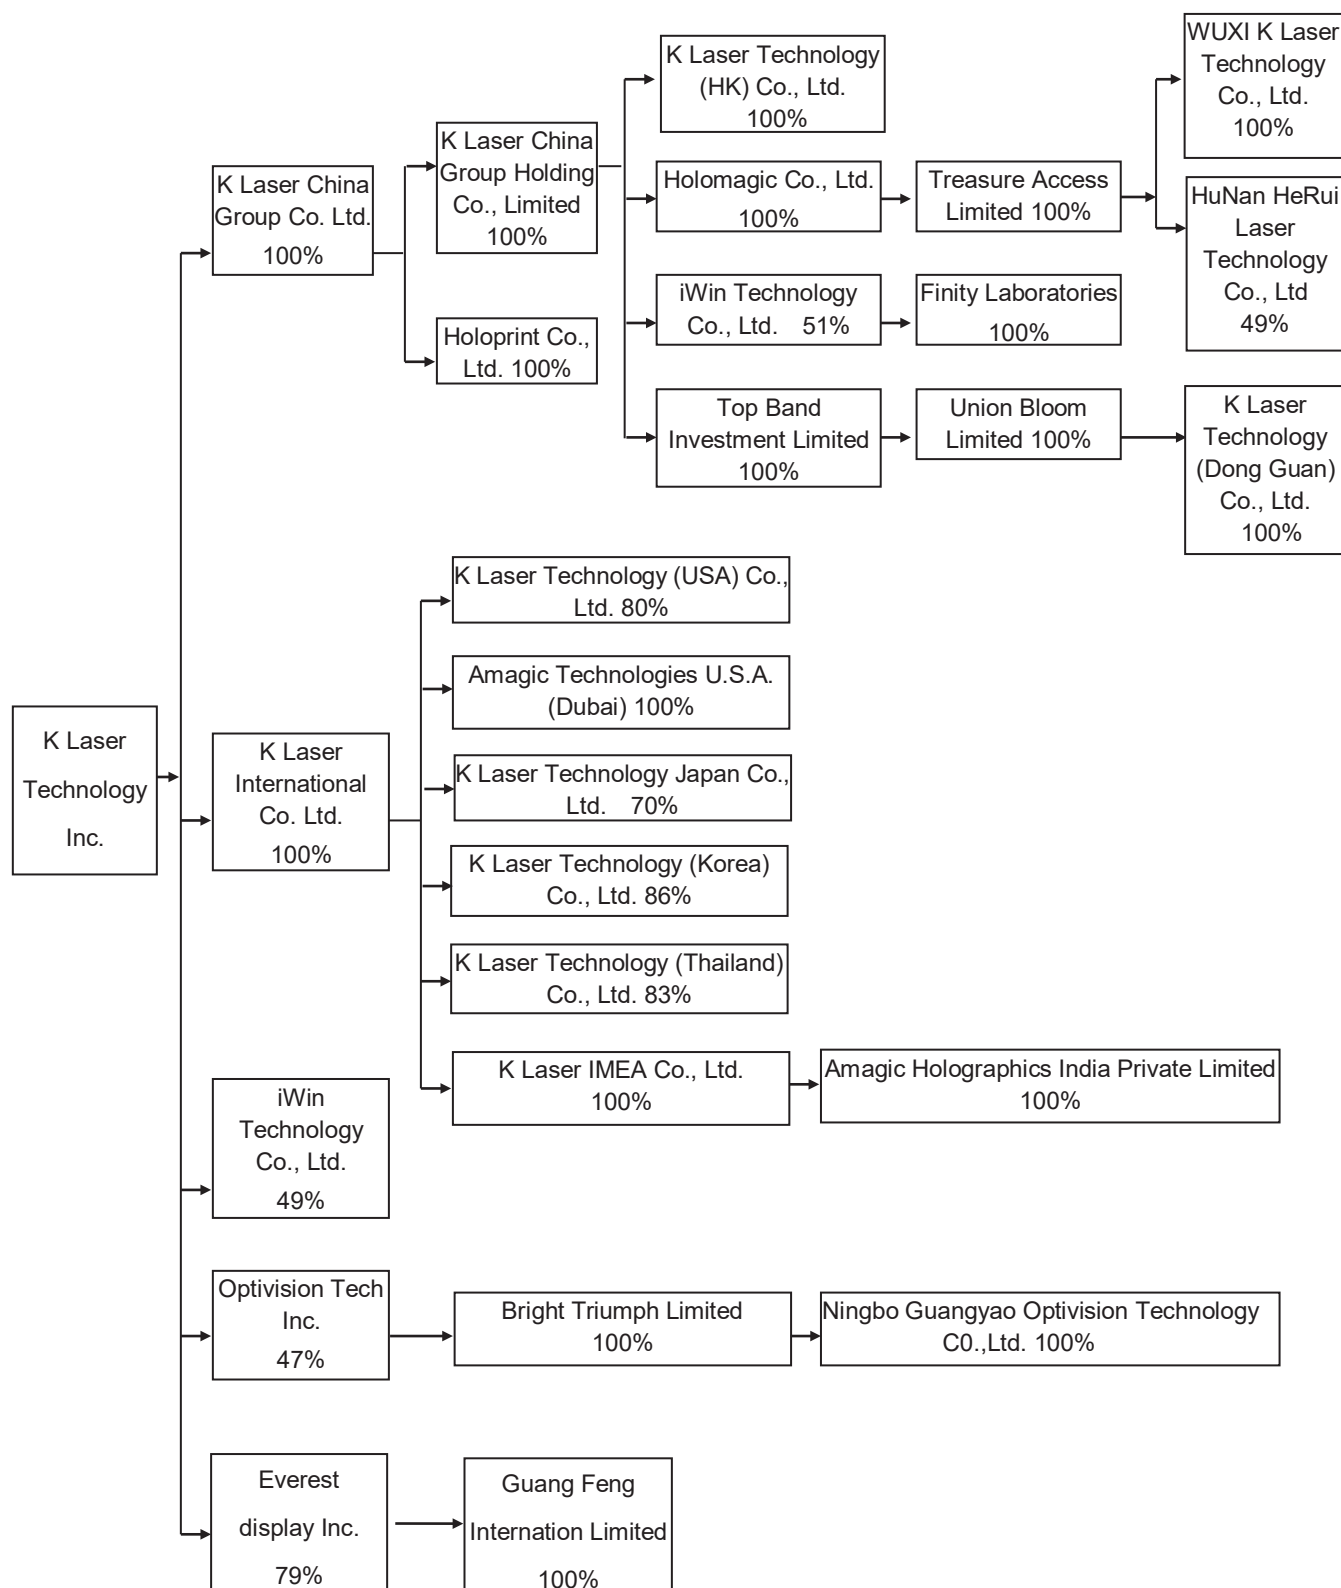 K Laser
Technology
Inc.
K Laser China
Group Co. Ltd.
100%
K Laser China
Group Holding
Co., Limited
100%
Holoprint Co.,
Ltd. 100%
K Laser Technology
(HK) Co., Ltd.
100%
Holomagic Co., Ltd.
100%
Treasure Access
Limited 100%
WUXI K Laser
Technology
Co., Ltd.
100%
HuNan HeRui
Laser
Technology
Co., Ltd
49%
iWin Technology
Co., Ltd. 51%
Finity Laboratories
100%
Top Band
Investment Limited
100%
Union Bloom
Limited 100%
K Laser
Technology
(Dong Guan)
Co., Ltd.
100%
K Laser
International
Co. Ltd.
100%
K Laser Technology (USA) Co.,
Ltd. 80%
Amagic Technologies U.S.A.
(Dubai) 100%
K Laser Technology Japan Co.,
Ltd. 70%
K Laser Technology (Korea)
Co., Ltd. 86%
K Laser Technology (Thailand)
Co., Ltd. 83%
K Laser IMEA Co., Ltd.
100%
Amagic Holographics India Private Limited
100%
iWin
Technology
Co., Ltd.
49%
Optivision Tech
Inc.
47%
Bright Triumph Limited
100%
Ningbo Guangyao Optivision Technology
C0.,Ltd. 100%
Everest
display Inc.
79%
Guang Feng
Internation Limited
100%